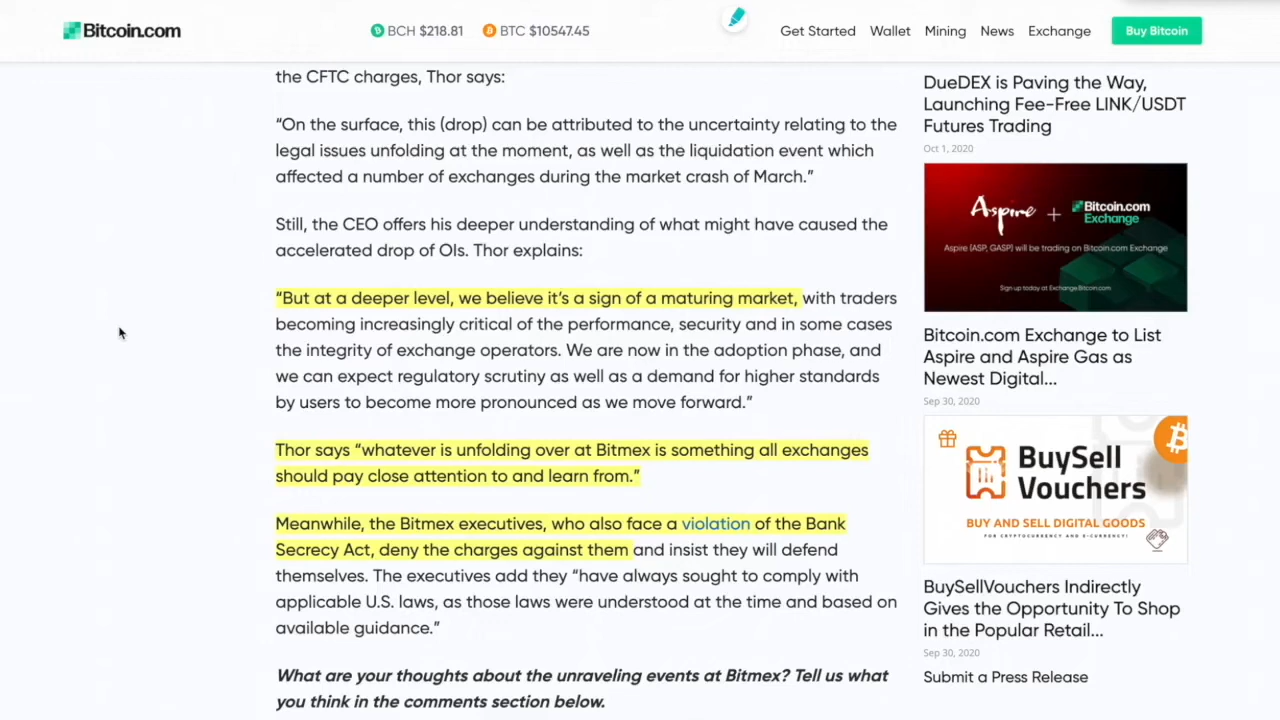 Bitcoin.com
BCH $218.81
BTC $10547.45
Get Started
Wallet
Mining
News
Exchange
Buy Bitcoin
the CFTC charges, Thor says:
“On the surface, this (drop) can be attributed to the uncertainty relating to the
legal issues unfolding at the moment, as well as the liquidation event which
affected a number of exchanges during the market crash of March.”
Still, the CEO offers his deeper understanding of what might have caused the
accelerated drop of OIs. Thor explains:
“But at a deeper level, we believe it’s a sign of a maturing market, with traders
becoming increasingly critical of the performance, security and in some cases
the integrity of exchange operators. We are now in the adoption phase, and
we can expect regulatory scrutiny as well as a demand for higher standards
by users to become more pronounced as we move forward.”
Thor says “whatever is unfolding over at Bitmex is something all exchanges
should pay close attention to and learn from.”
Meanwhile, the Bitmex executives, who also face a violation of the Bank
Secrecy Act, deny the charges against them and insist they will defend
themselves. The executives add they “have always sought to comply with
applicable U.S. laws, as those laws were understood at the time and based on
available guidance.”
What are your thoughts about the unraveling events at Bitmex? Tell us what
you think in the comments section below.
DueDEX is Paving the Way,
Launching Fee-Free LINK/USDT
Futures Trading
Oct 1, 2020
Aspire + Bitcoin.com
Exchange
Aspire (ASP, GASP) will be trading on Bitcoin.com Exchange
Sign up today at Exchange.Bitcoin.com
Bitcoin.com Exchange to List
Aspire and Aspire Gas as
Newest Digital...
Sep 30, 2020
BuySell
Vouchers
BUY AND SELL DIGITAL GOODS
FOR CRYPTOCURRENCY AND E-CURRENCY!
BuySellVouchers Indirectly
Gives the Opportunity To Shop
in the Popular Retail...
Sep 30, 2020
Submit a Press Release